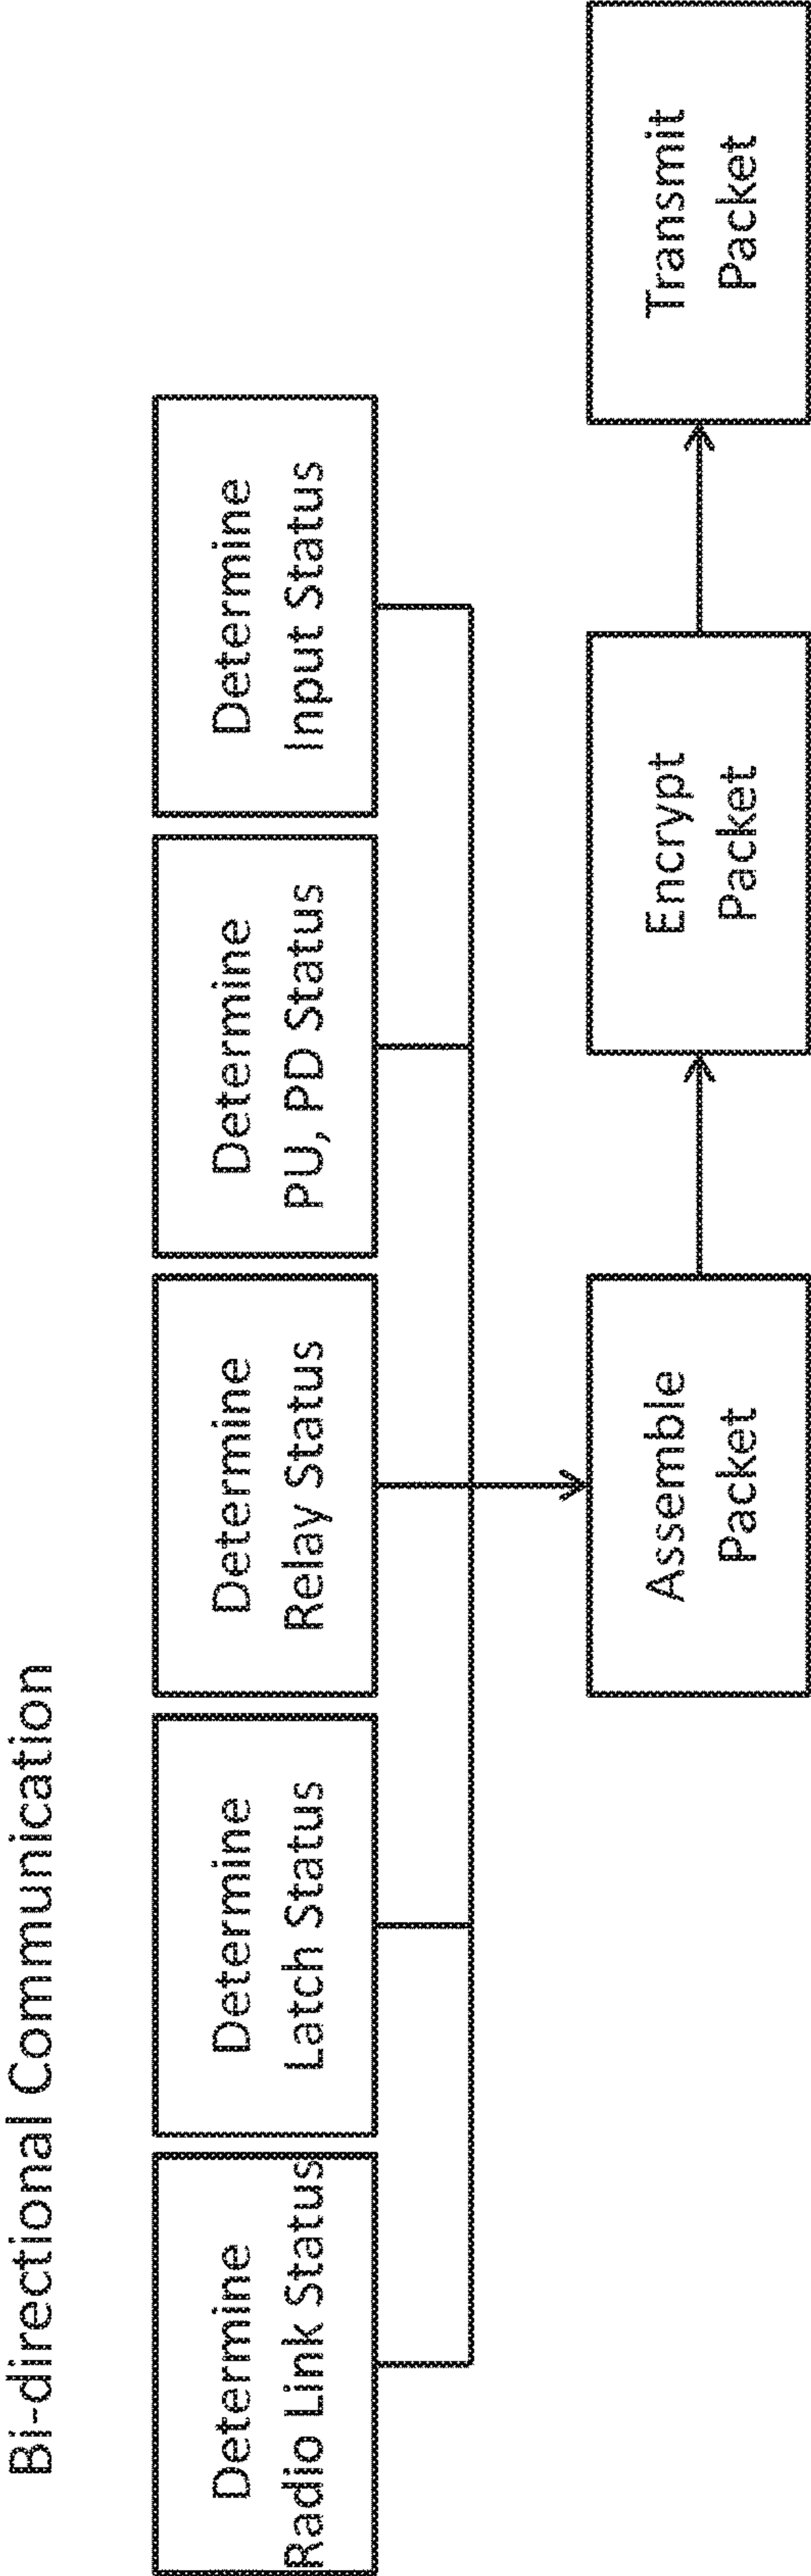 Bi-directional Communication
Determine
Radio Link Status
Determine
Latch Status
Determine
Relay Status
Determine
PU, PD Status
Determine
Input Status
Assemble
Packet
Encrypt
Packet
Transmit
Packet